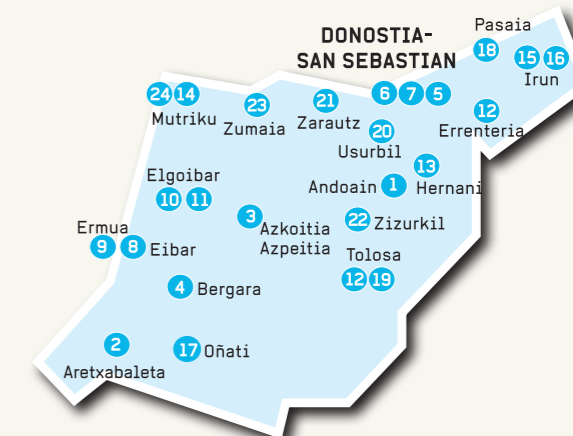 Pasaia
18
DONOSTIA-
SAN SEBASTIAN
15 16
Irun
24 14
Mutriku
23
Zumaia
21
Zarautz
6 7 5
12
Errenteria
20
Usurbil
13
Hernani
Elgoibar
10 11
Andoain 1
3
Azkoitia
Azpeitia
22 Zizurkil
Ermua
9 8 Eibar
Tolosa
12 19
4 Bergara
2
Aretxabaleta
17 Oñati